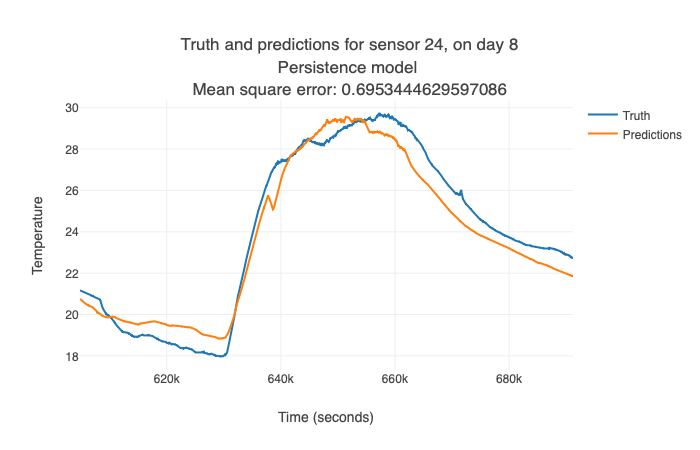 Truth and predictions for sensor 24, on day 8
Persistence model
Mean square error: 0.6953444629597086
Truth
Predictions
Temperature
30
28
26
24
22
20
18
620k
640k
660k
680k
Time (seconds)